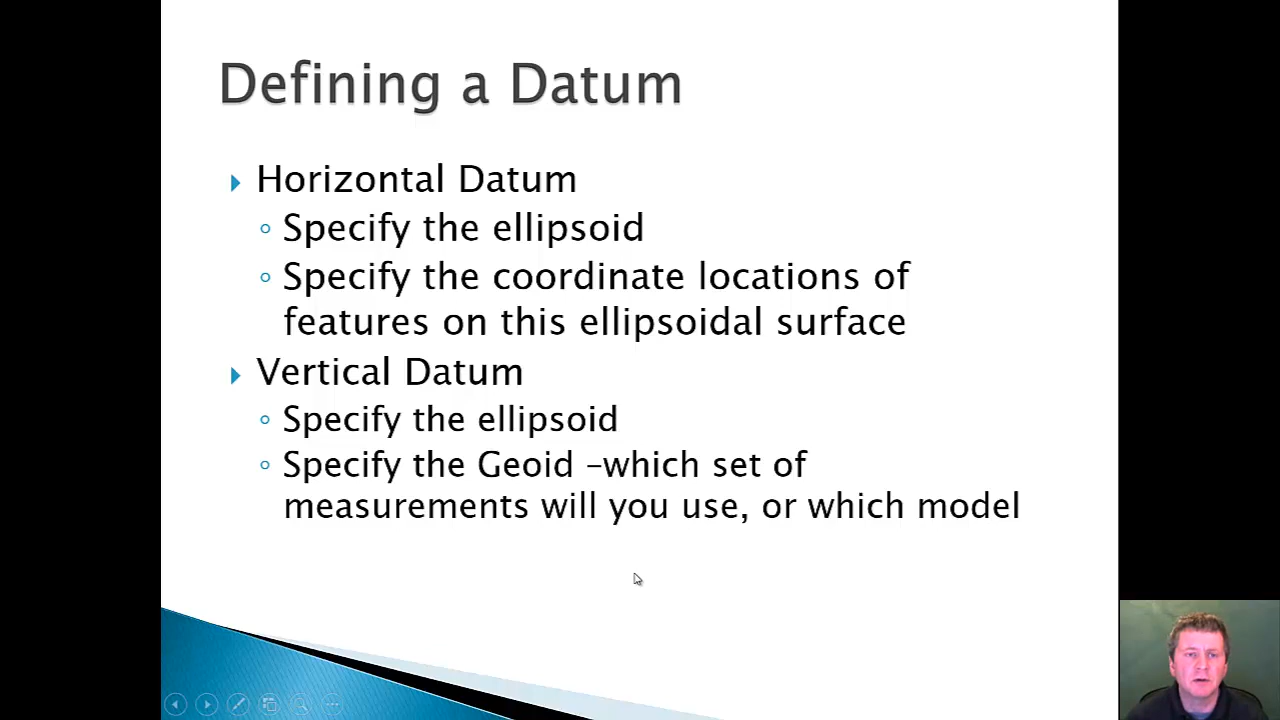 Defining a Datum
Horizontal Datum
Specify the ellipsoid
Specify the coordinate locations of
features on this ellipsoidal surface
Vertical Datum
Specify the ellipsoid
Specify the Geoid –which set of
measurements will you use, or which model